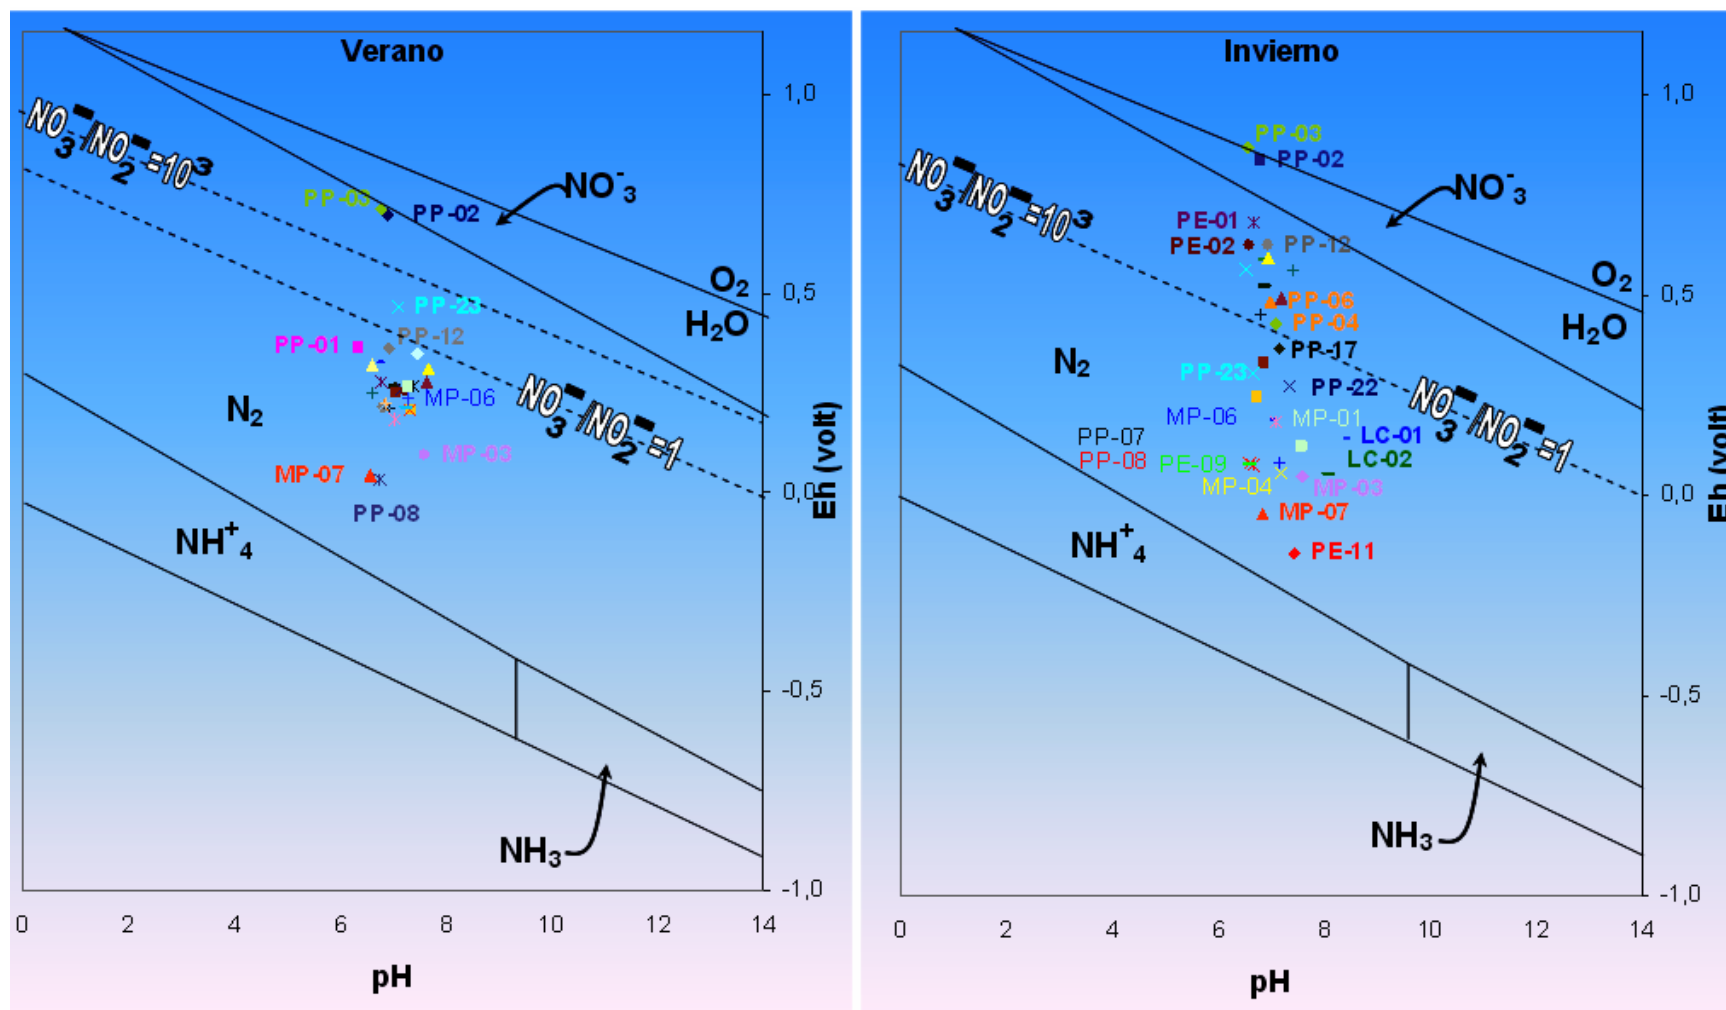 Verano
1,0
NO3-/NO2-=10³
NO-3
PP-03
PP-02
O2
0,5
H2O
PP-23
PP-12
PP-01
MP-06
NO3-/NO2-=1
N2
MP-03
MP-07
0,0
PP-08
Eh (volt)
NH+4
-0,5
NH3
-1,0
0 2 4 6 8 10 12 14
pH
Invierno
1,0
PP-03
PP-02
NO3-/NO2-=10³
NO-3
PE-01
PE-02
PP-12
O2
0,5
PP-06
PP-04
H2O
PP-17
N2
PP-23
PP-22
MP-06
MP-01
NO3-/NO2-=1
PP-07
LC-01
PP-08
PE-09
LC-02
MP-04
MP-03
0,0
MP-07
Eh (volt)
NH+4
PE-11
-0,5
NH3
-1,0
0 2 4 6 8 10 12 14
pH